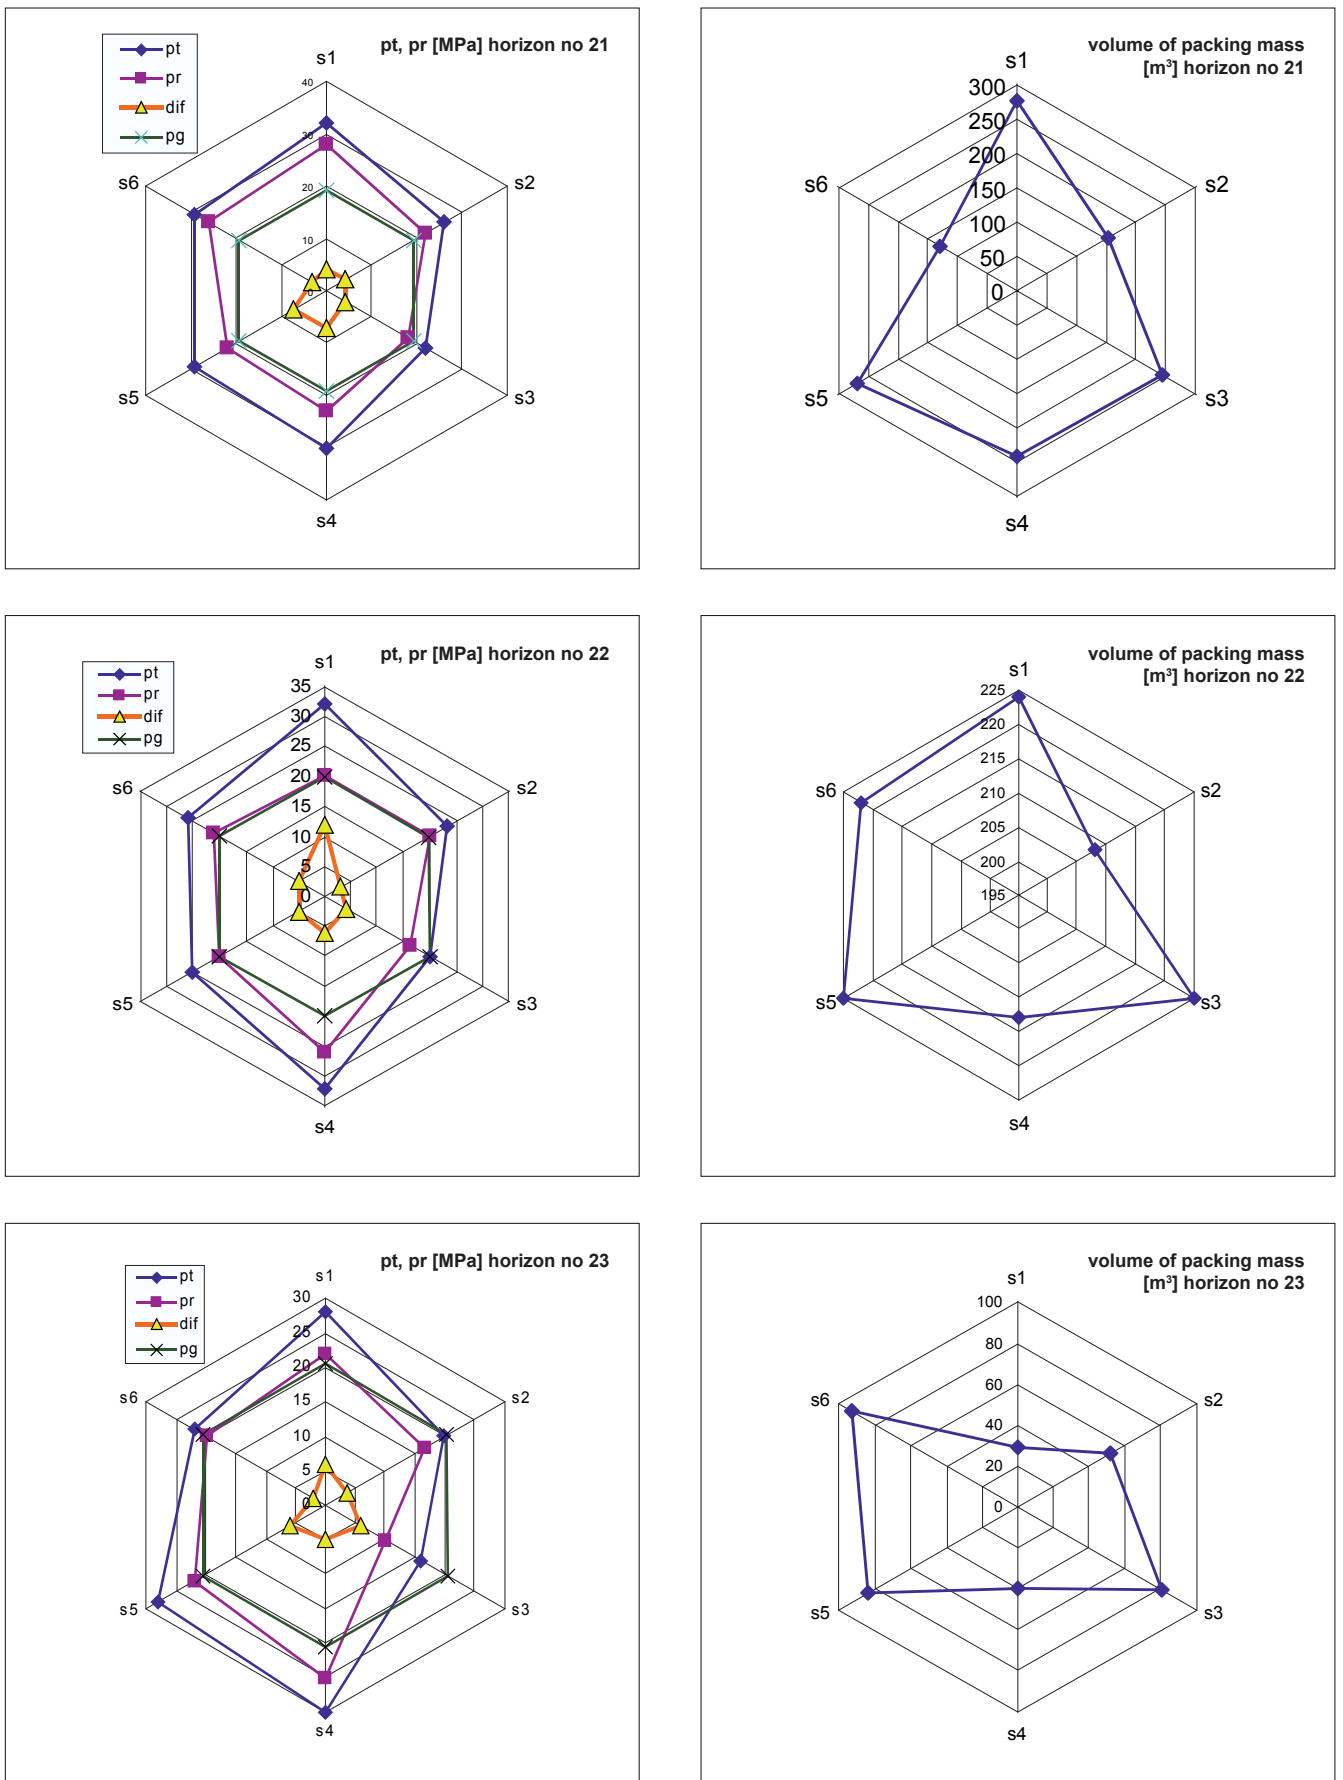 pt, pr [MPa] horizon no 21
pt
pr
dif
pg
s1
s2
s3
s4
s5
s6
40
30
20
10
0
volume of packing mass
[m³] horizon no 21
s1
s2
s3
s4
s5
s6
300
250
200
150
100
50
0
pt, pr [MPa] horizon no 22
pt
pr
dif
pg
s1
s2
s3
s4
s5
s6
35
30
25
20
15
10
5
0
volume of packing mass
[m³] horizon no 22
s1
s2
s3
s4
s5
s6
225
220
215
210
205
200
195
pt, pr [MPa] horizon no 23
pt
pr
dif
pg
s1
s2
s3
s4
s5
s6
30
25
20
15
10
5
0
volume of packing mass
[m³] horizon no 23
s1
s2
s3
s4
s5
s6
100
80
60
40
20
0